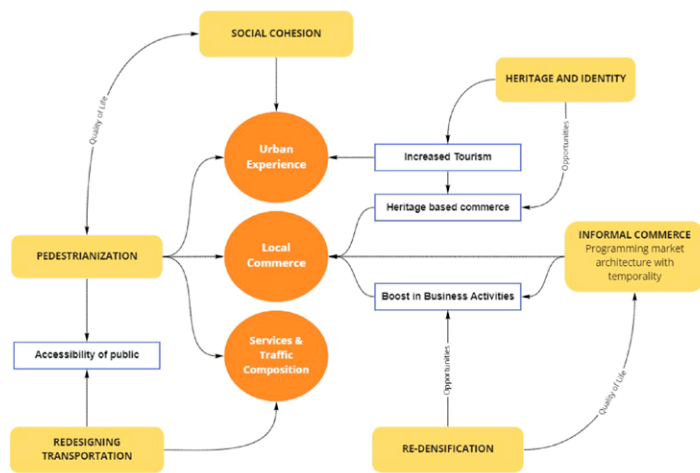 SOCIAL COHESION
Quality of Life
HERITAGE AND IDENTITY
Urban
Experience
Increased Tourism
Opportunities
Heritage based commerce
PEDESTRIANIZATION
Local
Commerce
INFORMAL COMMERCE
Programming market
architecture with
temporality
Boost in Business Activities
Accessibility of public
Services &
Traffic
Composition
Opportunities
Quality of Life
REDESIGNING
TRANSPORTATION
RE-DENSIFICATION